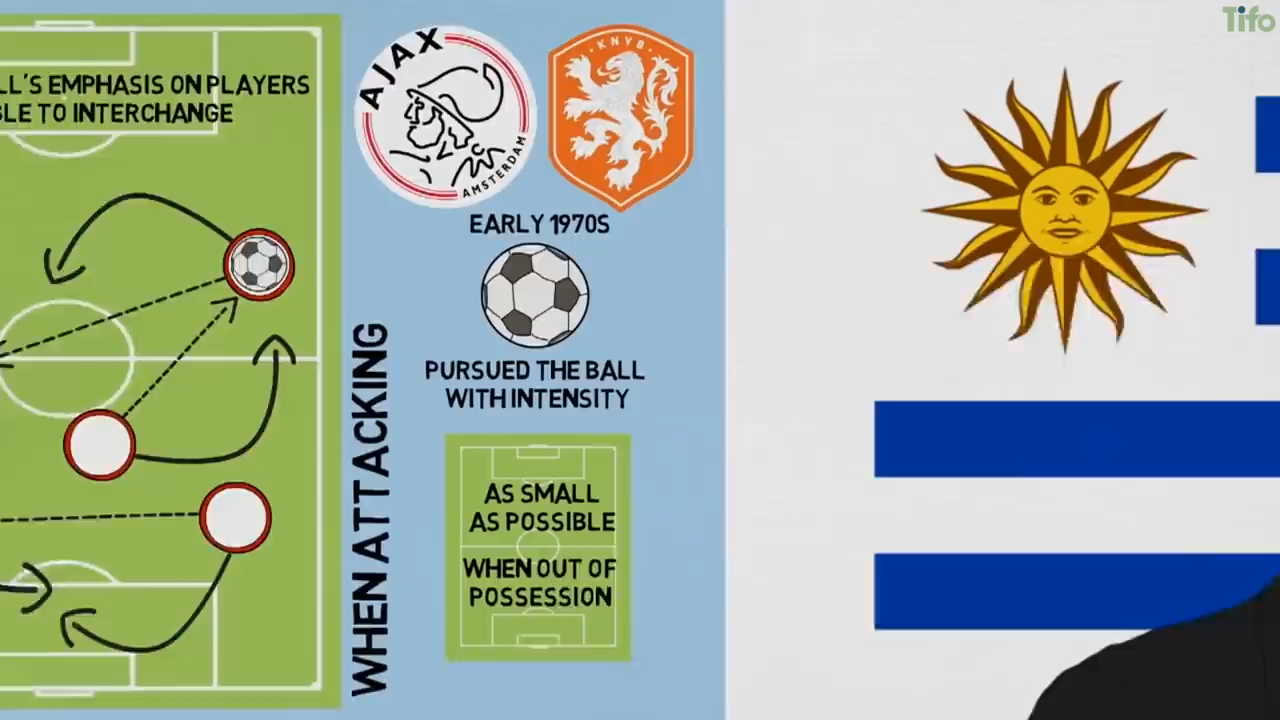 LL'S EMPHASIS ON PLAYERS
BLE TO INTERCHANGE
WHEN ATTACKING
AJAX
AMSTERDAM
KNVB
EARLY 1970S
PURSUED THE BALL
WITH INTENSITY
AS SMALL
AS POSSIBLE
WHEN OUT OF
POSSESSION
Tifo